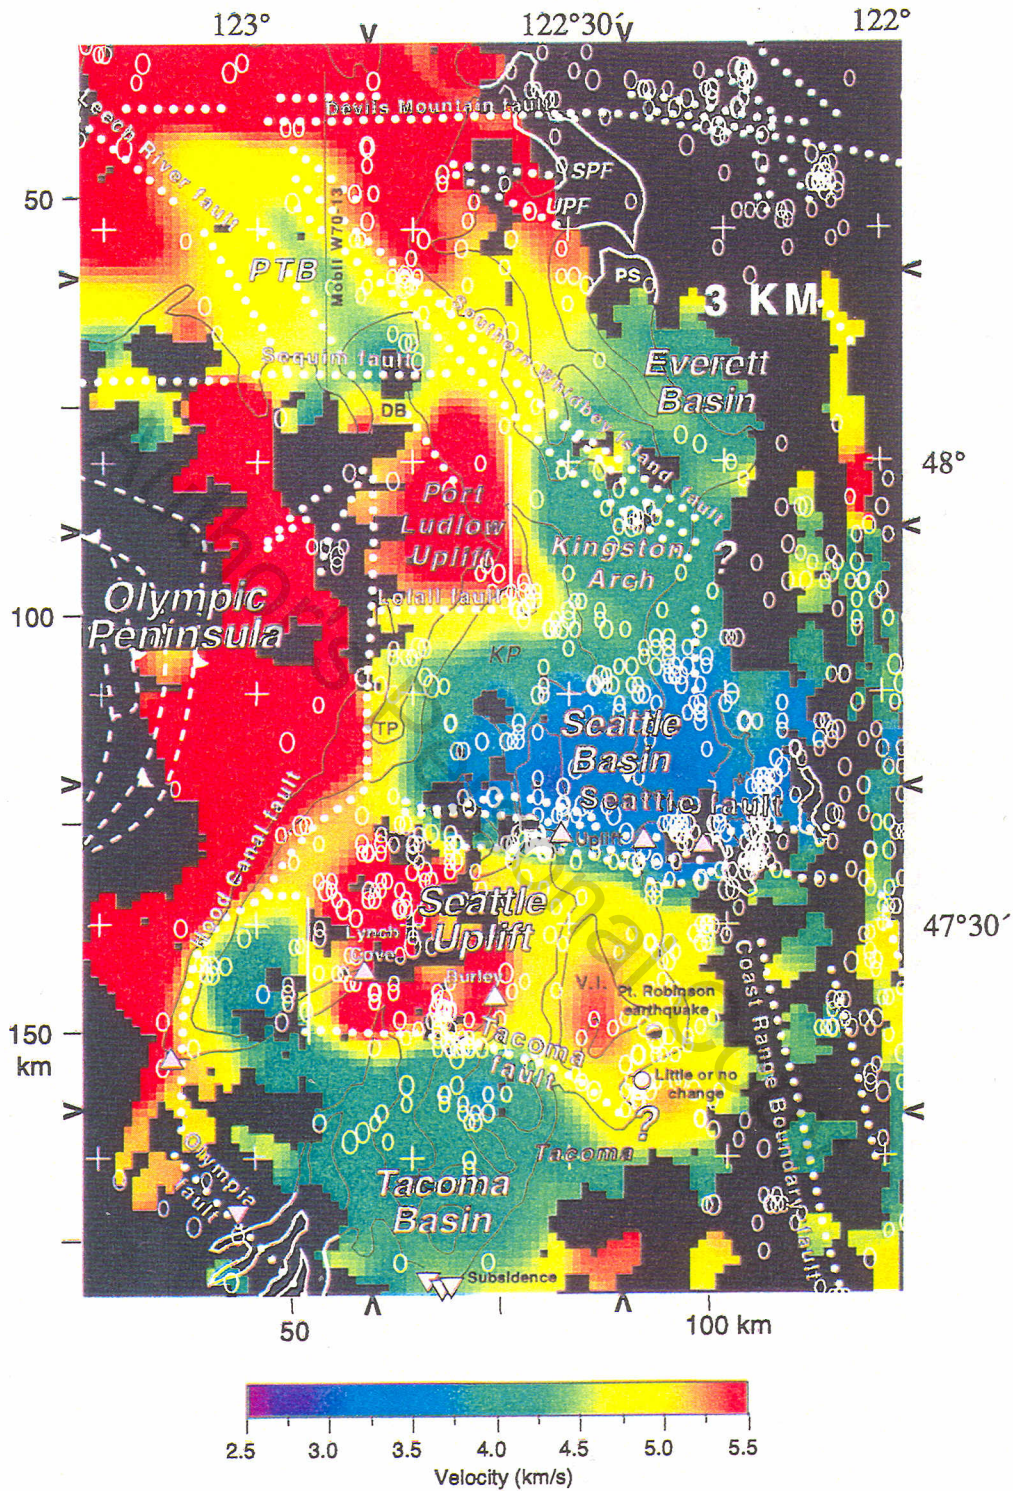 123°
122°30´
122°
Devils Mountain fault
Leech River fault
SPF
UPF
50
PTB
Mobil W70-13
PS
3 KM
Southern Whidbey Island fault
Everett
Basin
Sequim fault
DB
48°
Port
Ludlow
Uplift
Kingston
Arch
?
Olympic
Peninsula
Lofall fault
100
KP
TP
Seattle
Basin
Seattle fault
Uplift
Hood Canal fault
Seattle
Uplift
Lynch
Cove
47°30´
Burley
V.I.
Pt. Robinson
earthquake
Coast Range Boundary fault
150
km
Tacoma
fault
Little or no
change
?
Tacoma
Olympia
fault
Tacoma
Basin
Subsidence
50
100 km
2.5
3.0
3.5
4.0
4.5
5.0
5.5
Velocity (km/s)